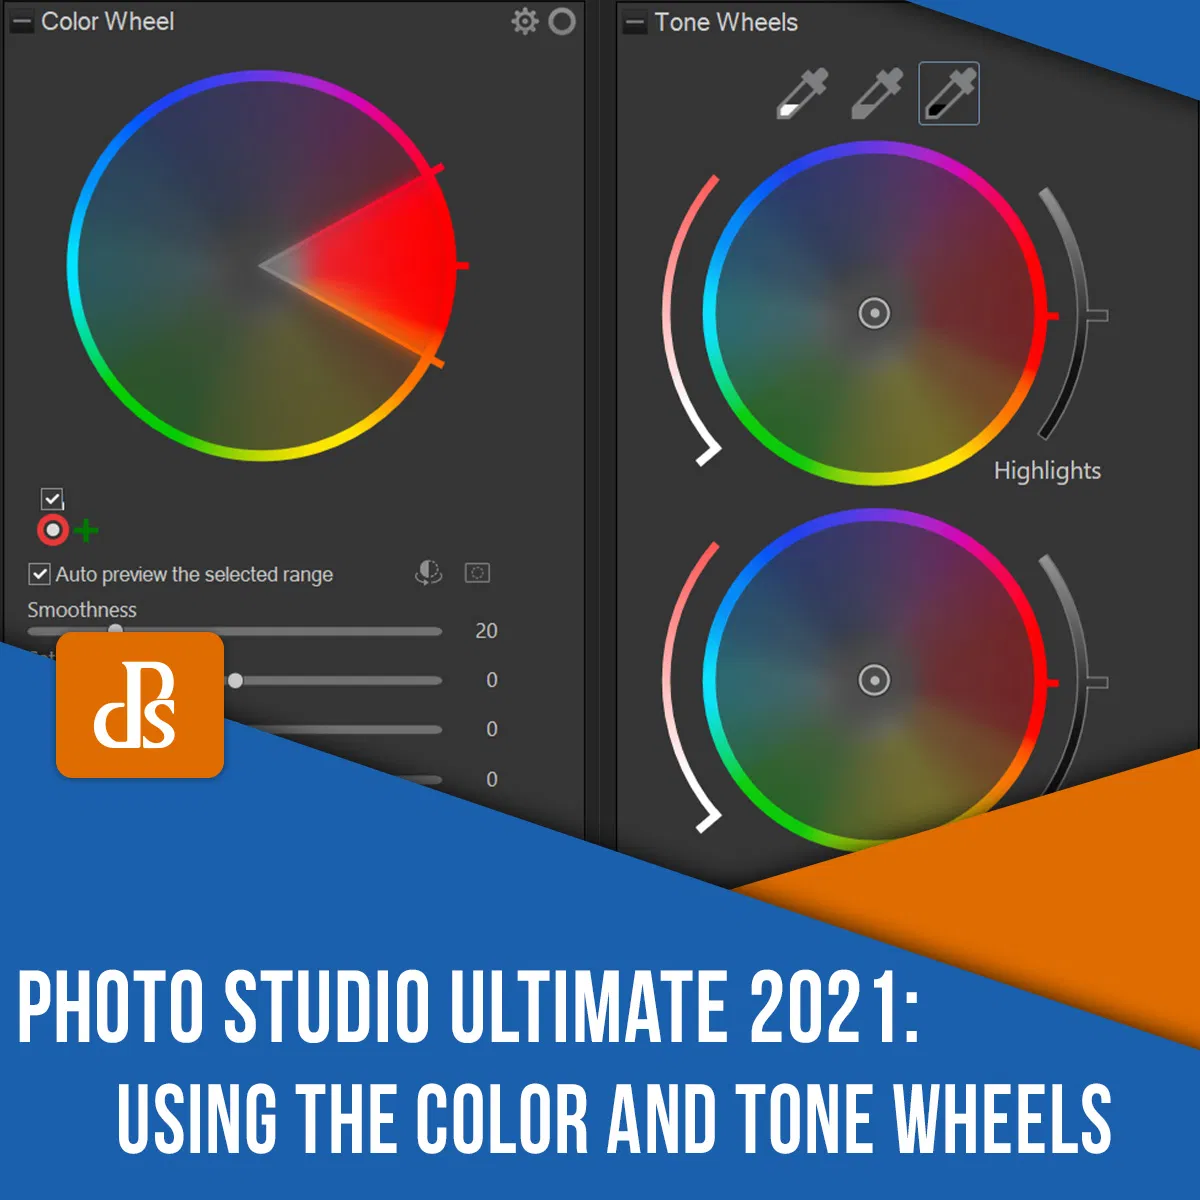 Color Wheel
Tone Wheels
Highlights
Auto preview the selected range
Smoothness
20
0
0
0
dPs
PHOTO STUDIO ULTIMATE 2021:
USING THE COLOR AND TONE WHEELS